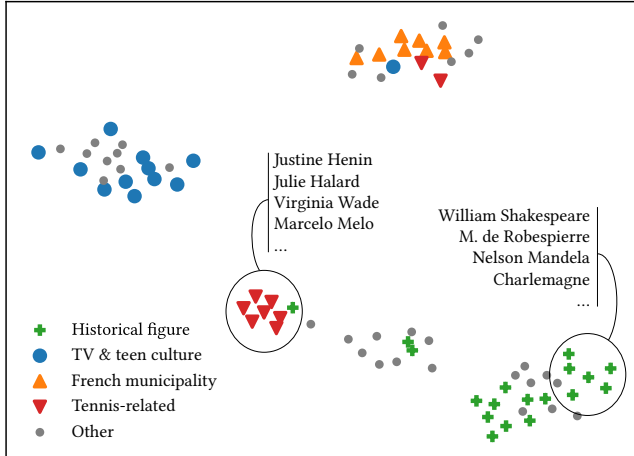 Justine Henin
Julie Halard
Virginia Wade
Marcelo Melo
...
William Shakespeare
M. de Robespierre
Nelson Mandela
Charlemagne
...
Historical figure
TV & teen culture
French municipality
Tennis-related
Other